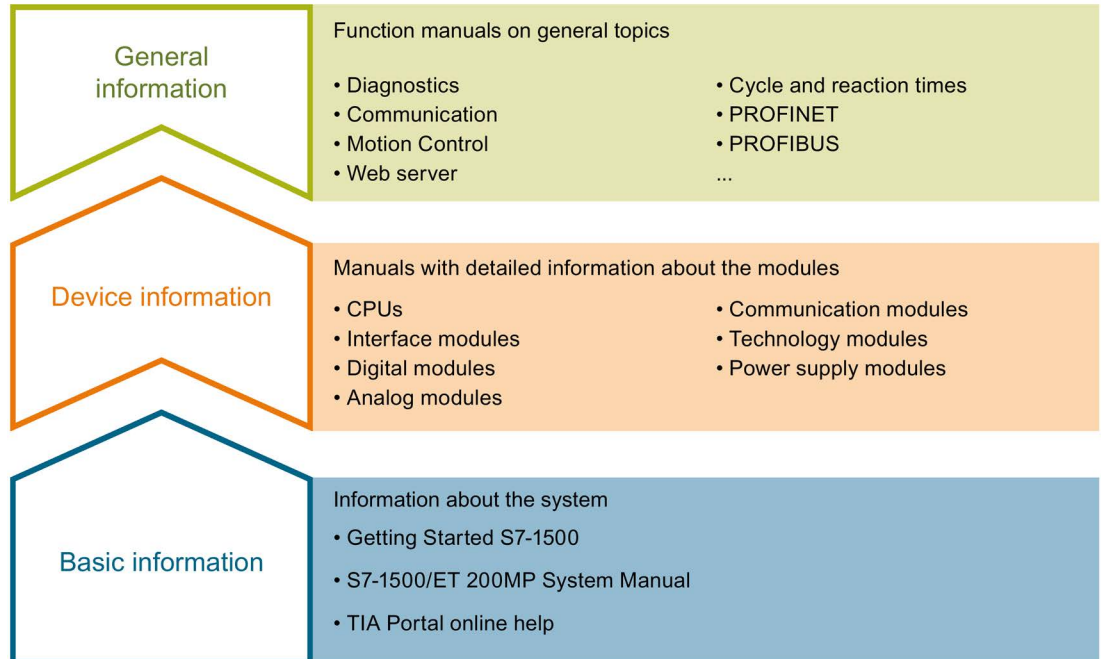 General
information
Function manuals on general topics
• Diagnostics
• Communication
• Motion Control
• Web server
• Cycle and reaction times
• PROFINET
• PROFIBUS
...
Device information
Manuals with detailed information about the modules
• CPUs
• Interface modules
• Digital modules
• Analog modules
• Communication modules
• Technology modules
• Power supply modules
Basic information
Information about the system
• Getting Started S7-1500
• S7-1500/ET 200MP System Manual
• TIA Portal online help